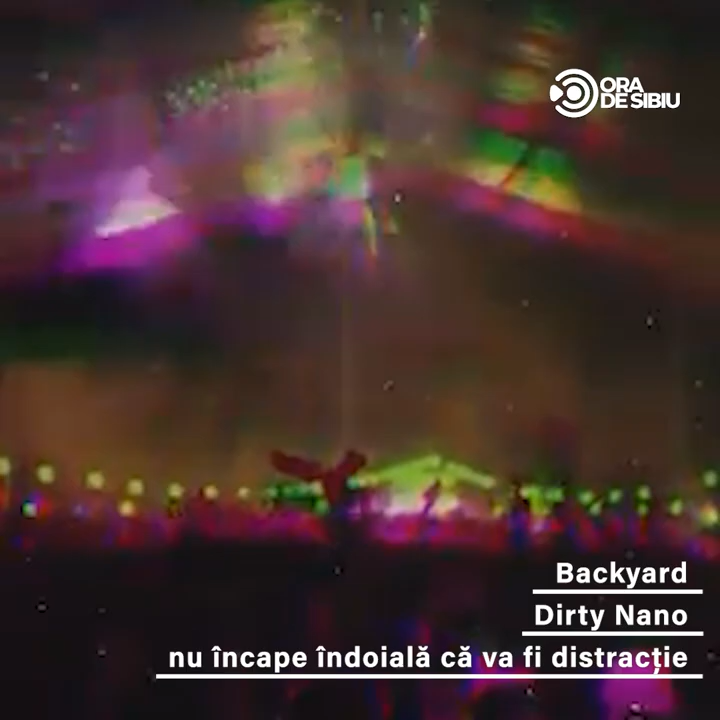 ORA
DE SIBIU
Backyard
Dirty Nano
nu încape îndoială că va fi distracție